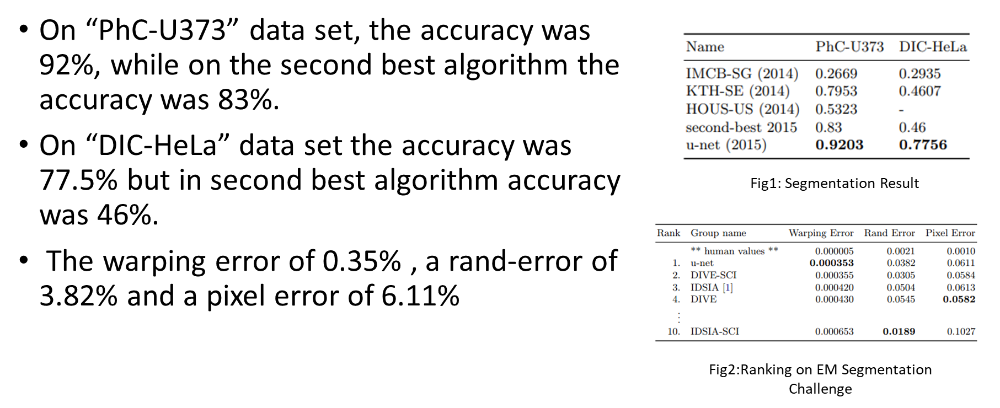 • On “PhC-U373” data set, the accuracy was
92%, while on the second best algorithm the
accuracy was 83%.
• On “DIC-HeLa” data set the accuracy was
77.5% but in second best algorithm accuracy
was 46%.
• The warping error of 0.35% , a rand-error of
3.82% and a pixel error of 6.11%
Name PhC-U373 DIC-HeLa
IMCB-SG (2014) 0.2669 0.2935
KTH-SE (2014) 0.7953 0.4607
HOUS-US (2014) 0.5323 -
second-best 2015 0.83 0.46
u-net (2015) 0.9203 0.7756
Fig1: Segmentation Result
Rank Group name Warping Error Rand Error Pixel Error
** human values ** 0.000005 0.0021 0.0010
1. u-net 0.000353 0.0382 0.0611
2. DIVE-SCI 0.000355 0.0305 0.0584
3. IDSIA [1] 0.000420 0.0504 0.0613
4. DIVE 0.000430 0.0545 0.0582
⋮
10. IDSIA-SCI 0.000653 0.0189 0.1027
Fig2:Ranking on EM Segmentation
Challenge